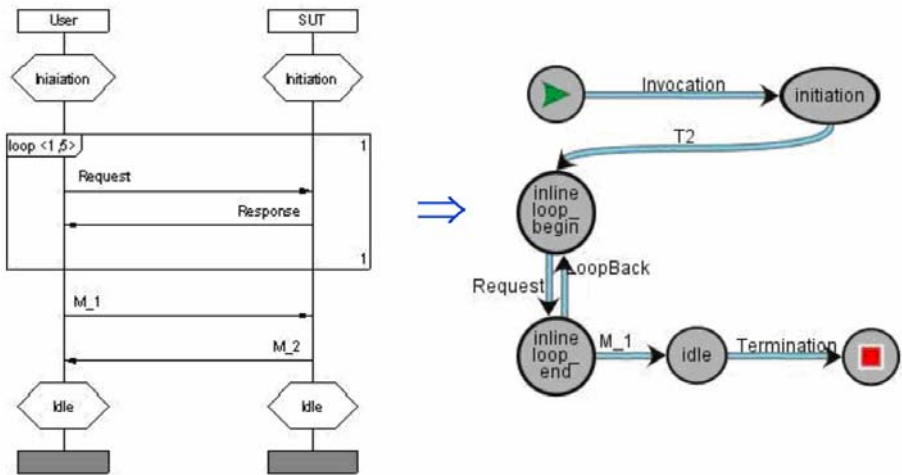 User
SUT
Iniaiation
Initiation
loop <1,5>
1
Request
Response
1
M_1
M_2
Idle
Idle
Invocation
initiation
T2
inline
loop_
begin
Request
LoopBack
inline
loop_
end
M_1
idle
Termination